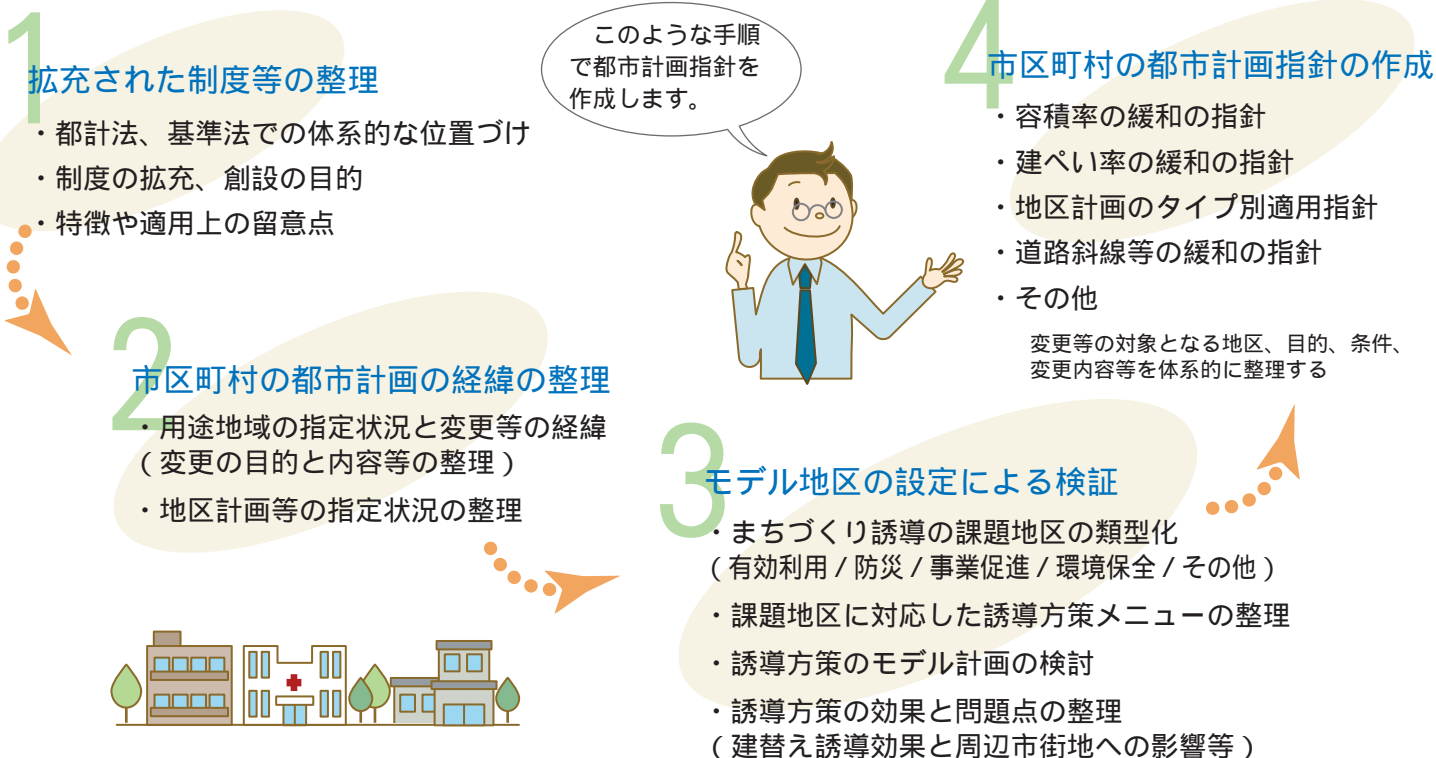 1
拡充された制度等の整理
・都計法、基準法での体系的な位置づけ
・制度の拡充、創設の目的
・特徴や適用上の留意点
2
市区町村の都市計画の経緯の整理
・用途地域の指定状況と変更等の経緯
（変更の目的と内容等の整理）
・地区計画等の指定状況の整理
このような手順
で都市計画指針を
作成します。
3
モデル地区の設定による検証
・まちづくり誘導の課題地区の類型化
（有効利用/防災/事業促進/環境保全/その他）
・課題地区に対応した誘導方策メニューの整理
・誘導方策のモデル計画の検討
・誘導方策の効果と問題点の整理
（建替え誘導効果と周辺市街地への影響等）
4
市区町村の都市計画指針の作成
・容積率の緩和の指針
・建ぺい率の緩和の指針
・地区計画のタイプ別適用指針
・道路斜線等の緩和の指針
・その他
変更等の対象となる地区、目的、条件、
変更内容等を体系的に整理する